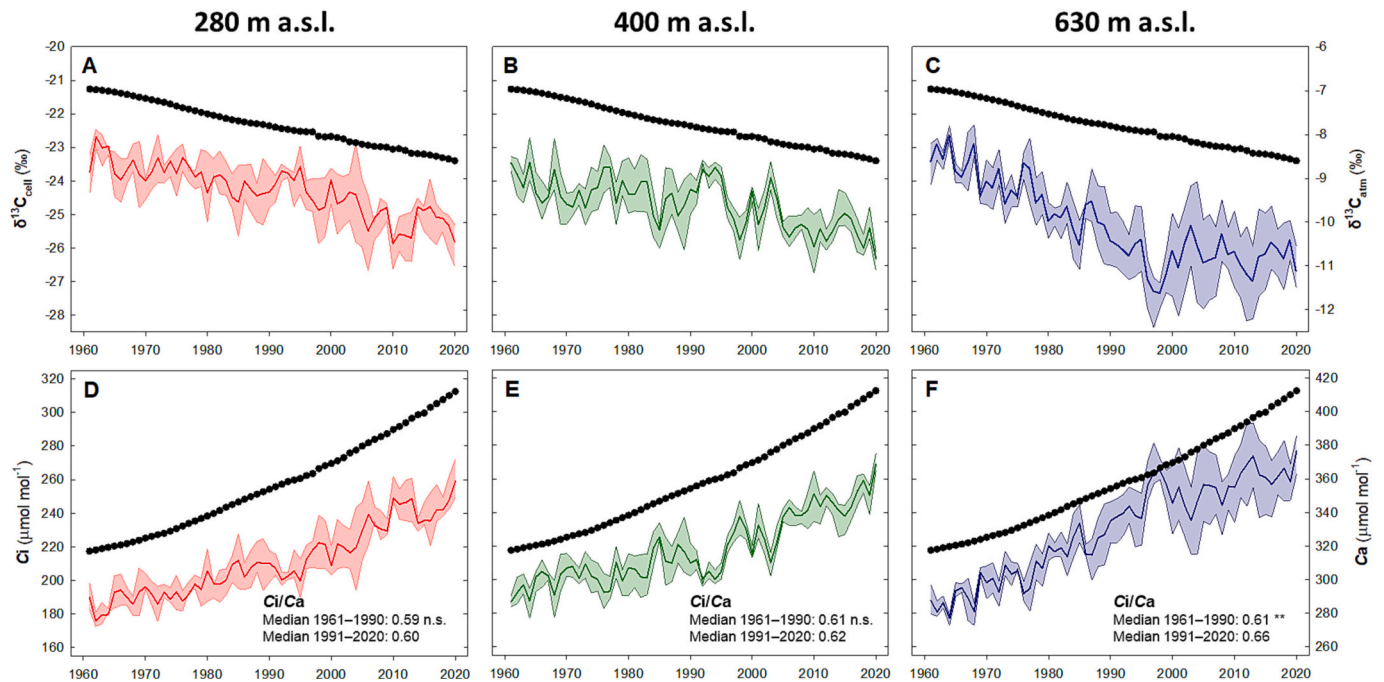 280 m a.s.l.
400 m a.s.l.
630 m a.s.l.
A
B
C
-20
-21
-22
-23
-24
-25
-26
-27
-28
δ¹³C_cell (‰)
-6
-7
-8
-9
-10
-11
-12
δ¹³C_atm (‰)
1960 1970 1980 1990 2000 2010 2020
1960 1970 1980 1990 2000 2010 2020
1960 1970 1980 1990 2000 2010 2020
D
E
F
320
300
280
260
240
220
200
180
160
Ci (μmol mol⁻¹)
420
400
380
360
340
320
300
280
260
Ca (μmol mol⁻¹)
Ci/Ca
Median 1961–1990: 0.59 n.s.
Median 1991–2020: 0.60
Ci/Ca
Median 1961–1990: 0.61 n.s.
Median 1991–2020: 0.62
Ci/Ca
Median 1961–1990: 0.61 **
Median 1991–2020: 0.66
1960 1970 1980 1990 2000 2010 2020
1960 1970 1980 1990 2000 2010 2020
1960 1970 1980 1990 2000 2010 2020